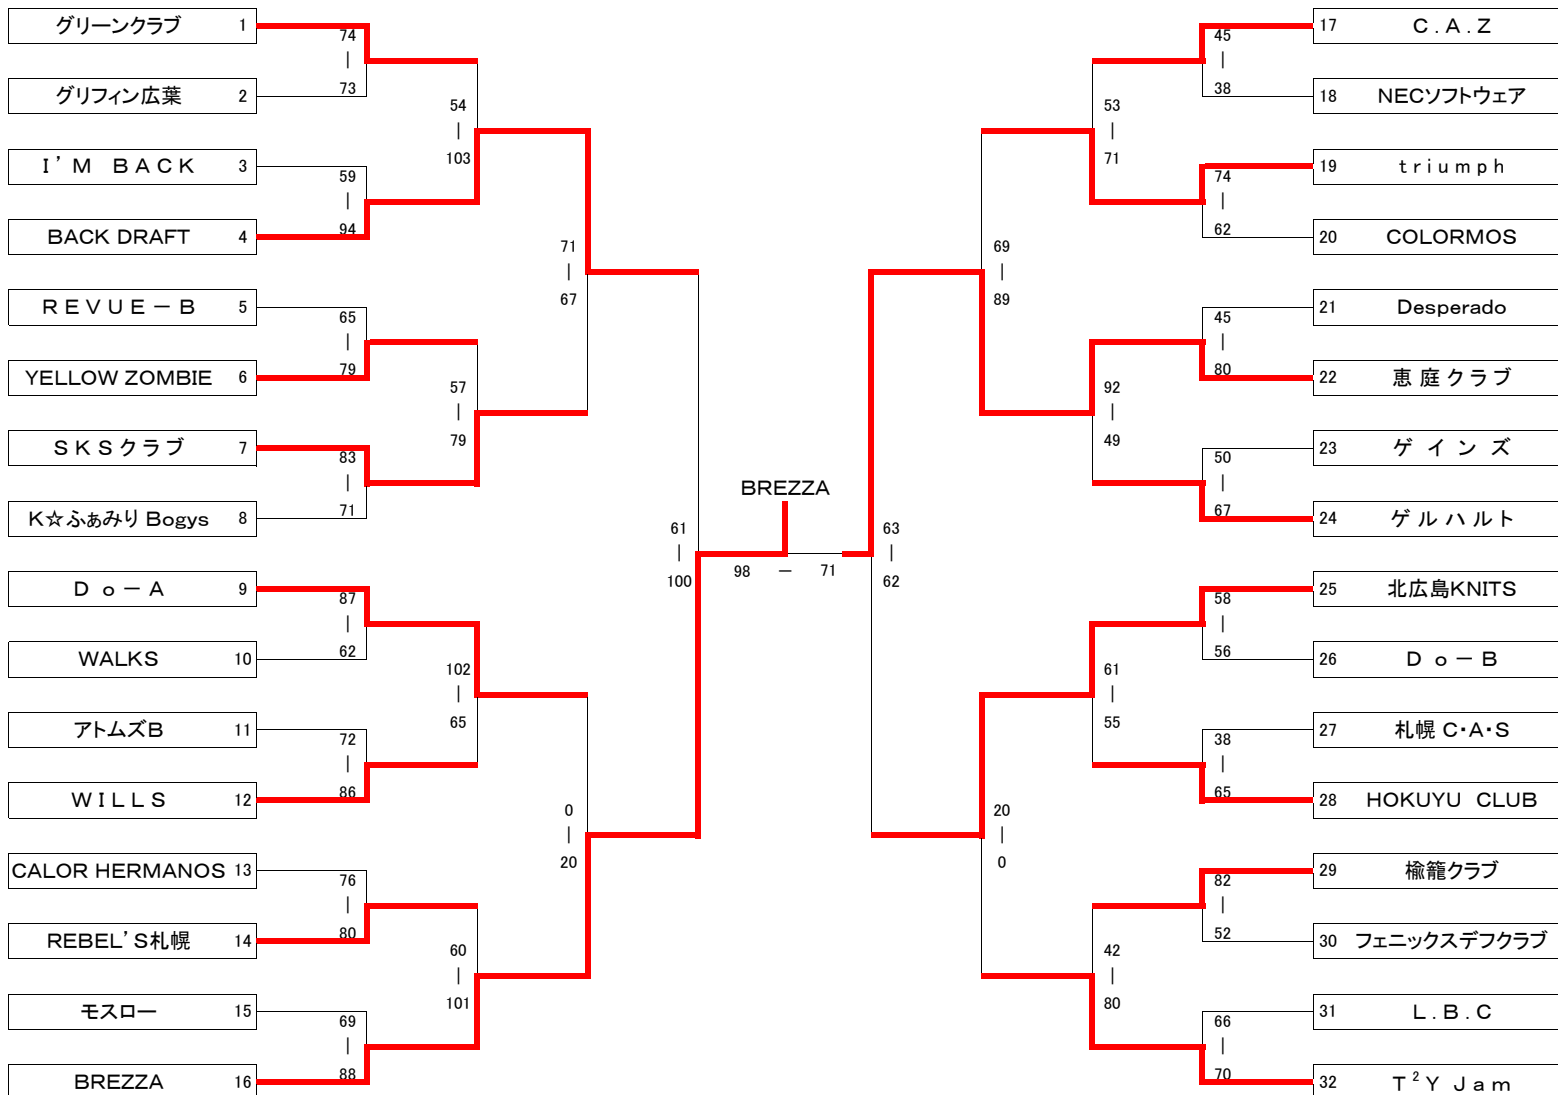 グリーンクラブ 1
74
|
73
グリフィン広葉 2
54
|
103
I’M BACK 3
59
|
94
BACK DRAFT 4
71
|
67
REVUE－B 5
65
|
79
YELLOW ZOMBIE 6
57
|
79
SKSクラブ 7
83
|
71
K☆ふぁみり Bogys 8
61
|
100
Do－A 9
87
|
62
WALKS 10
102
|
65
アトムズB 11
72
|
86
WILLS 12
0
|
20
CALOR HERMANOS 13
76
|
80
REBEL’S札幌 14
60
|
101
モスロー 15
69
|
88
BREZZA 16
BREZZA
98 － 71
17 C.A.Z
45
|
38
18 NECソフトウェア
53
|
71
19 triumph
74
|
62
20 COLORMOS
69
|
89
21 Desperado
45
|
80
22 恵庭クラブ
92
|
49
23 ゲインズ
50
|
67
24 ゲルハルト
63
|
62
25 北広島KNITS
58
|
56
26 Do－B
61
|
55
27 札幌 C・A・S
38
|
65
28 HOKUYU CLUB
20
|
0
29 楡籠クラブ
82
|
52
30 フェニックスデフクラブ
42
|
80
31 L.B.C
66
|
70
32 T²Y Jam